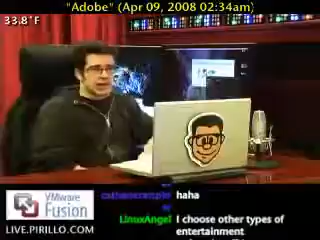 "Adobe" (Apr 09, 2008 02:34am)
33.8°F
VMware
Fusion
LIVE.PIRILLO.COM
haha
LinuxAngel
I choose other types of
entertainment